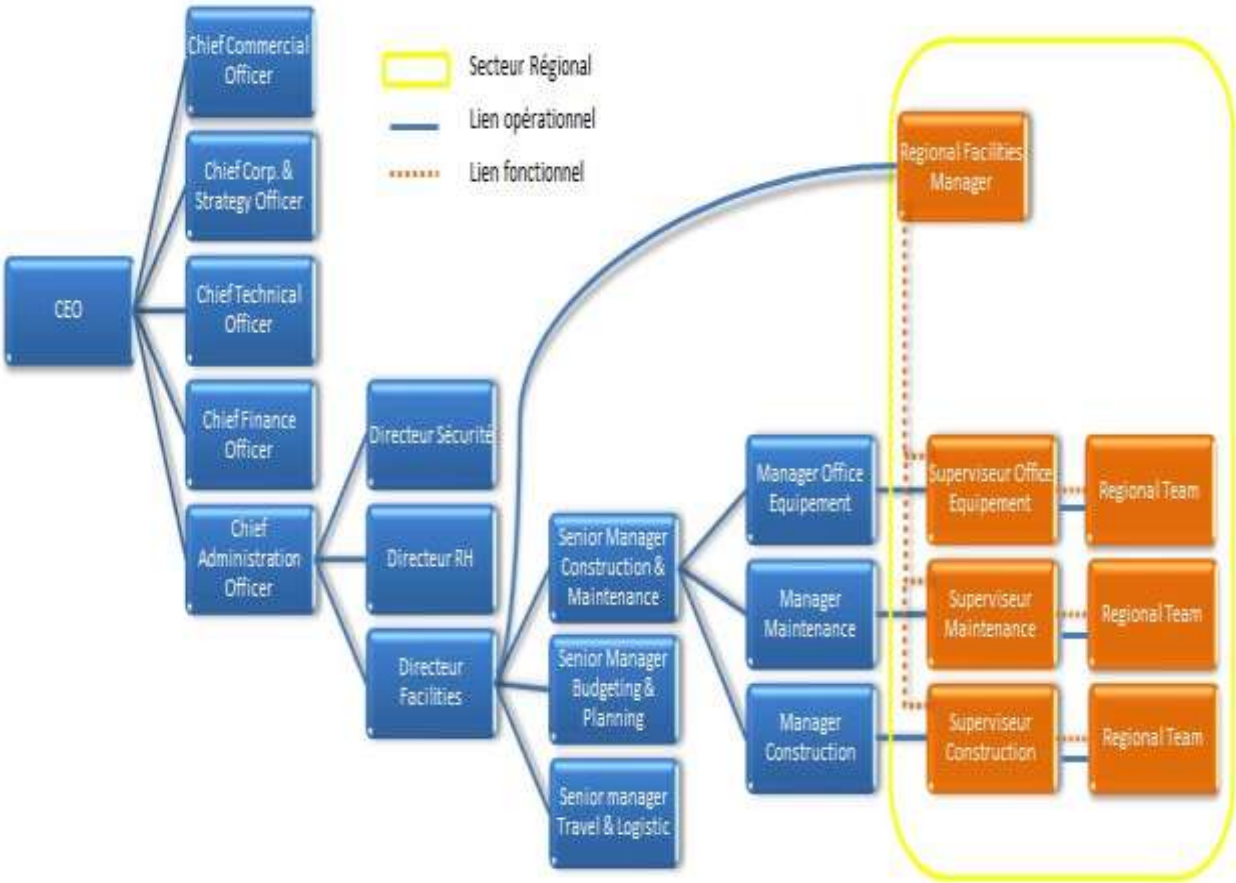 Chief Commercial
Officer
Chief Corp. &
Strategy Officer
CEO
Chief Technical
Officer
Chief Finance
Officer
Chief
Administration
Officer
Secteur Régional
Lien opérationnel
Lien fonctionnel
Directeur Sécurité
Directeur RH
Directeur
Facilities
Senior Manager
Construction &
Maintenance
Senior Manager
Budgeting &
Planning
Senior manager
Travel & Logistic
Manager Office
Equipement
Manager
Maintenance
Manager
Construction
Regional Facilities
Manager
Superviseur Office
Equipement
Regional Team
Superviseur
Maintenance
Regional Team
Superviseur
Construction
Regional Team